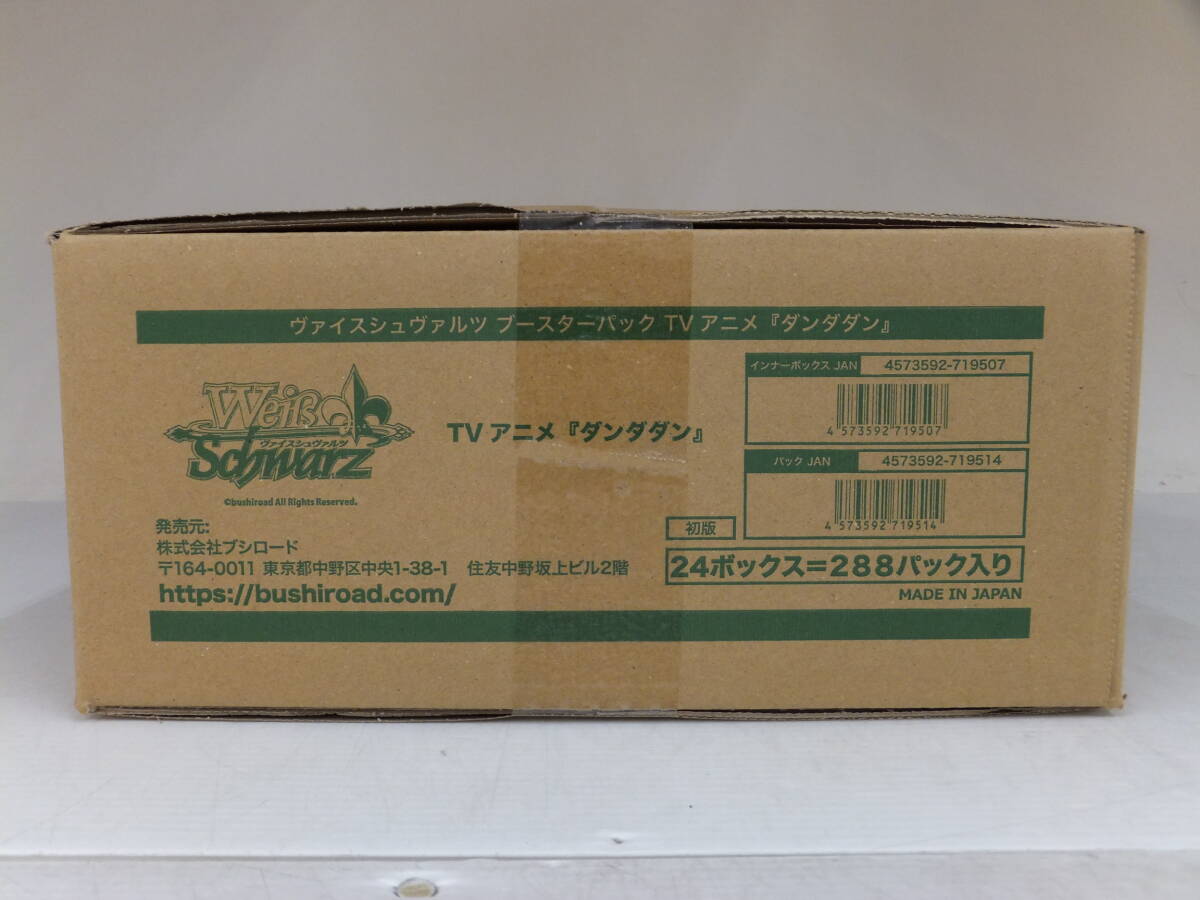 ヴァイスシュヴァルツ ブースターパック TV アニメ『ダンダダン』
Weiß
ヴァイスシュヴァルツ
Schwarz
©bushiroad All Rights Reserved.
TV アニメ『ダンダダン』
インナーボックス JAN 4573592-719507
4 573592 719507
パック JAN 4573592-719514
4 573592 719514
発売元:
株式会社ブシロード
〒164-0011 東京都中野区中央1-38-1 住友中野坂上ビル2階
https://bushiroad.com/
初版
24ボックス=288パック入り
MADE IN JAPAN